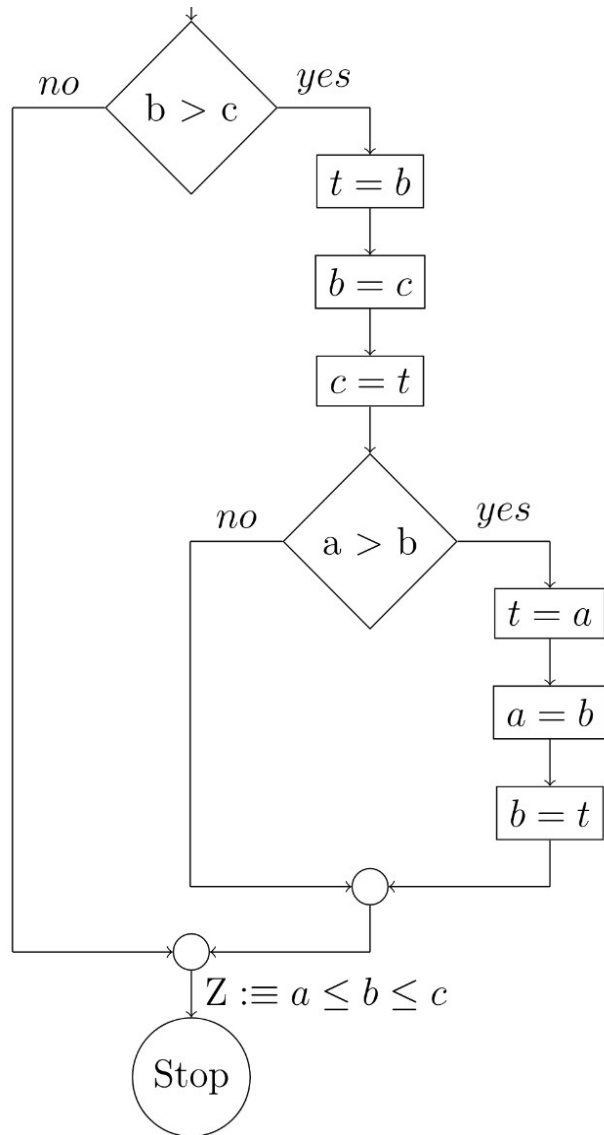 no
yes
b > c
t = b
b = c
c = t
no
yes
a > b
t = a
a = b
b = t
Z :≡ a ≤ b ≤ c
Stop